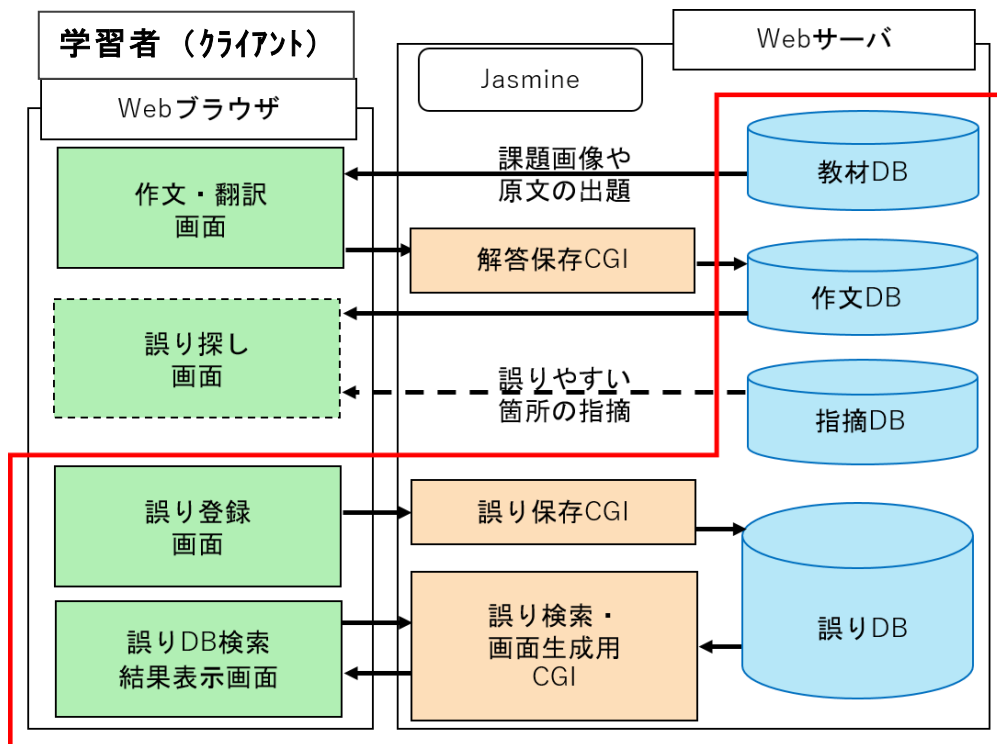 学習者（クライアント）
Webサーバ
Jasmine
Webブラウザ
作文・翻訳
画面
課題画像や
原文の出題
教材DB
解答保存CGI
作文DB
誤り探し
画面
誤りやすい
箇所の指摘
指摘DB
誤り登録
画面
誤り保存CGI
誤りDB検索
結果表示画面
誤り検索・
画面生成用
CGI
誤りDB